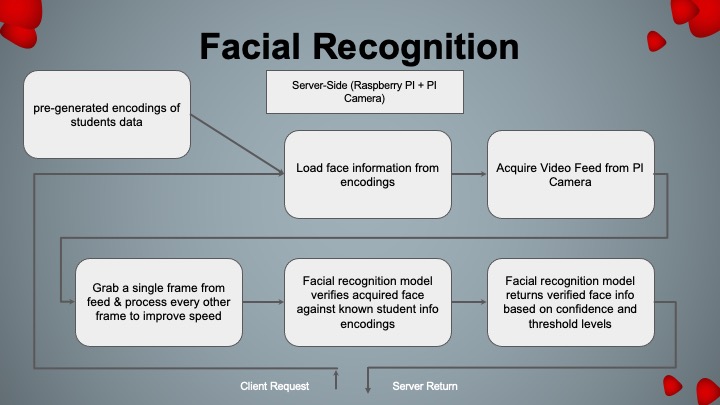 Facial Recognition
Server-Side (Raspberry PI + PI
Camera)
pre-generated encodings of
students data
Load face information from
encodings
Acquire Video Feed from PI
Camera
Grab a single frame from
feed & process every other
frame to improve speed
Facial recognition model
verifies acquired face
against known student info
encodings
Facial recognition model
returns verified face info
based on confidence and
threshold levels
Client Request
Server Return